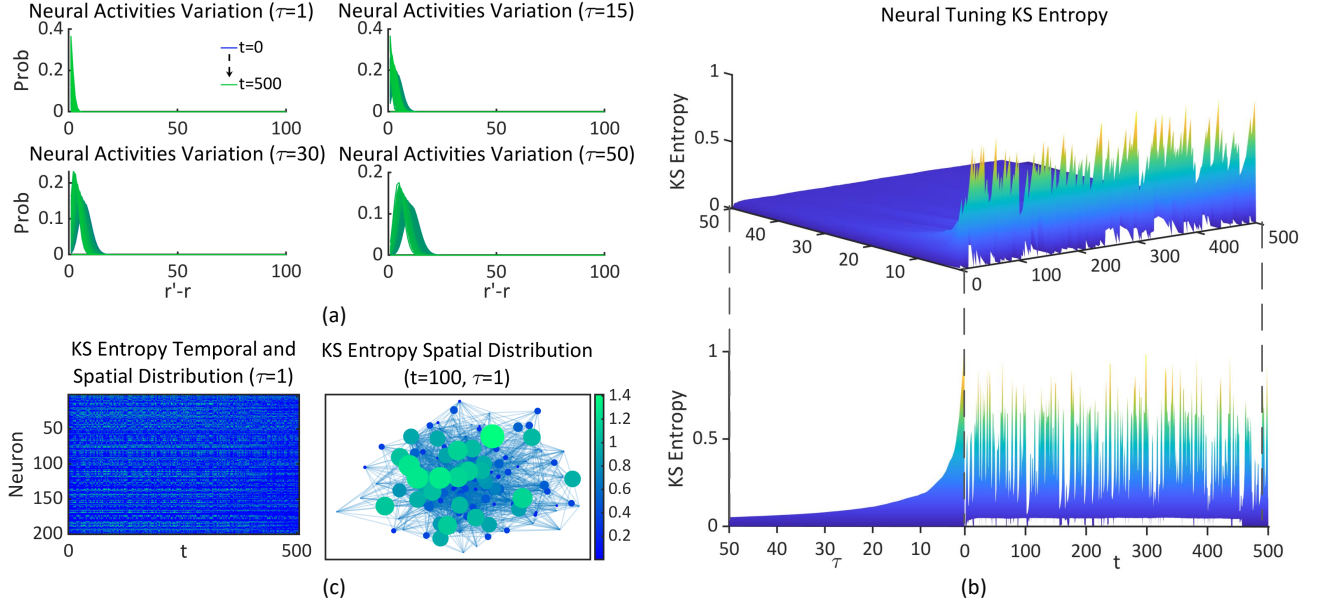 Neural Activities Variation (τ=1)
0.4
0.2
0
Prob
t=0
t=500
0 50 100
Neural Activities Variation (τ=15)
0.4
0.2
0
0 50 100
Neural Activities Variation (τ=30)
0.2
0.1
0
Prob
0 50 100
r'-r
Neural Activities Variation (τ=50)
0.2
0.1
0
0 50 100
r'-r
(a)
KS Entropy Temporal and
Spatial Distribution (τ=1)
Neuron
50
100
150
200
0 t 500
KS Entropy Spatial Distribution
(t=100, τ=1)
1.4
1.2
1
0.8
0.6
0.4
0.2
(c)
Neural Tuning KS Entropy
KS Entropy
1
0.5
0
50 40 30 20 10
0 100 200 300 400 500
KS Entropy
1
0.5
0
50 40 30 20 10 0 100 200 300 400 500
τ t
(b)